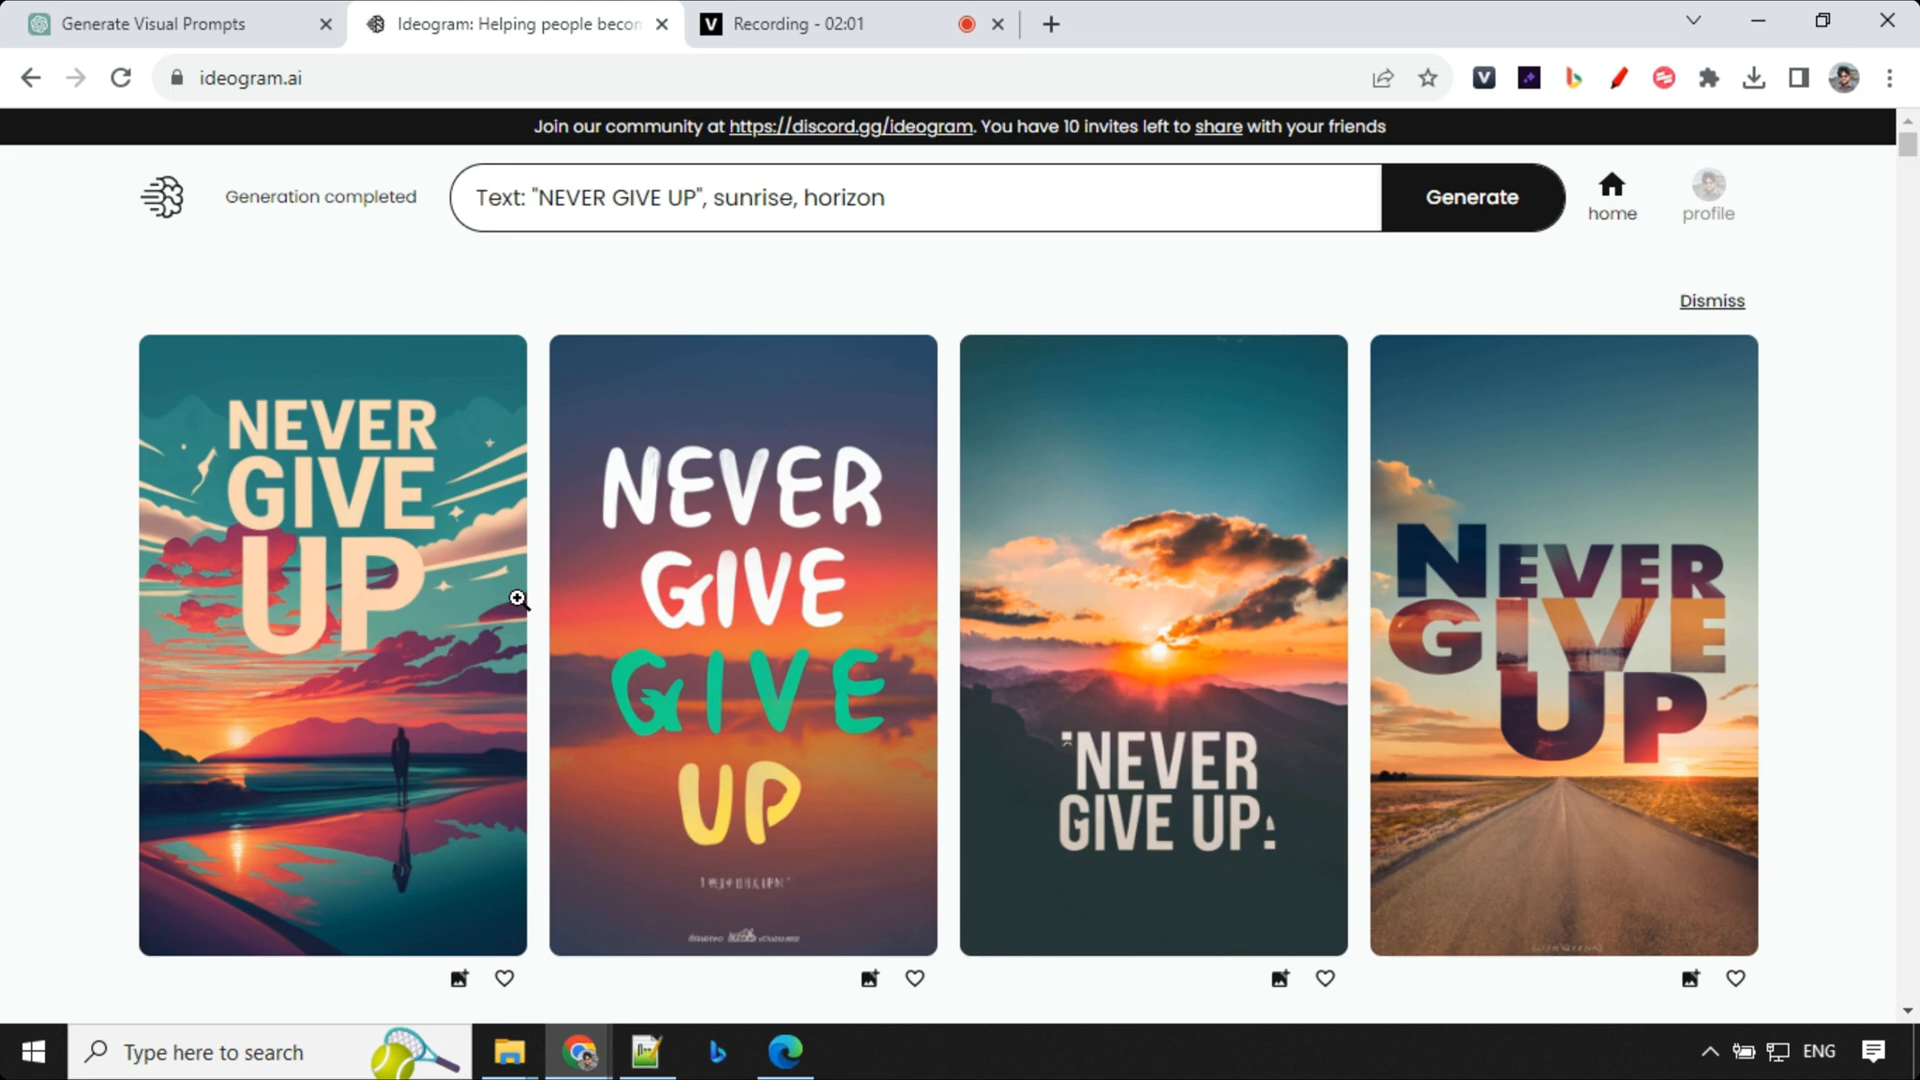 Generate Visual Prompts
Ideogram: Helping people becom
V
Recording - 02:01
ideogram.ai
V
b
Join our community at https://discord.gg/ideogram. You have 10 invites left to share with your friends
Generation completed
Text: "NEVER GIVE UP", sunrise, horizon
Generate
home
profile
Dismiss
NEVER
GIVE
UP
NEVER
GIVE
GIVE
UP
NEVER
GIVE UP
NEVER
GIVE
UP
Type here to search
ENG